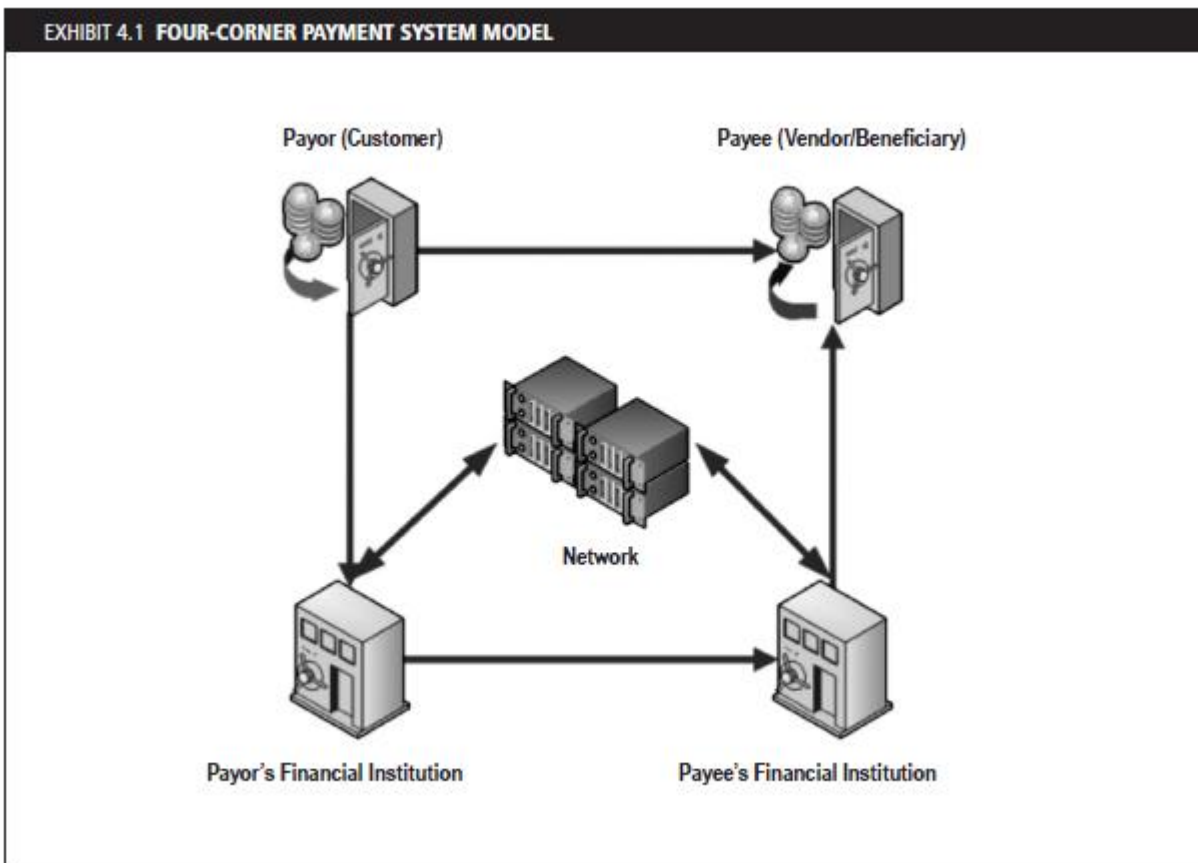 EXHIBIT 4.1 FOUR-CORNER PAYMENT SYSTEM MODEL
Payor (Customer)
Payee (Vendor/Beneficiary)
Network
Payor's Financial Institution
Payee's Financial Institution